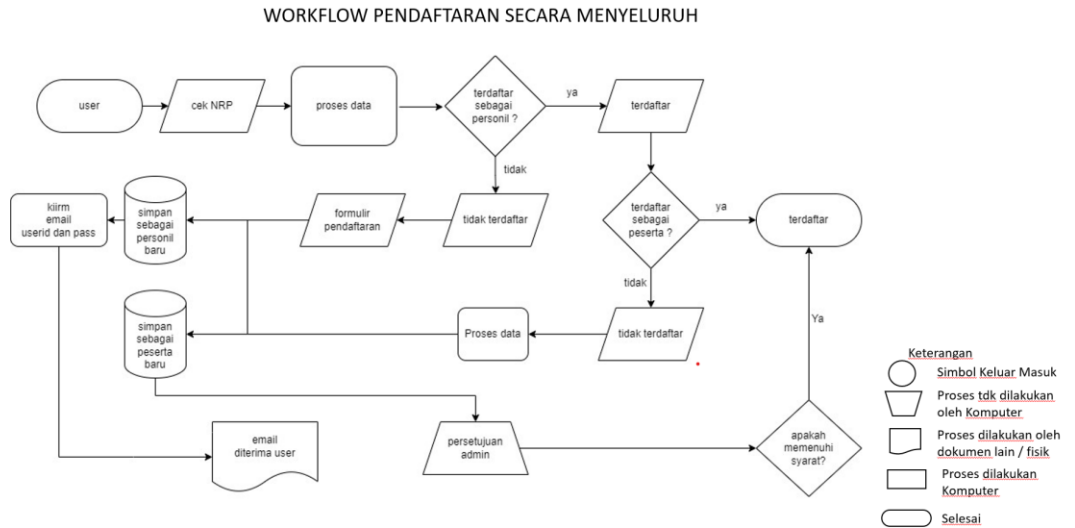 WORKFLOW PENDAFTARAN SECARA MENYELURUH
user
cek NRP
proses data
terdaftar
sebagai
personil ?
ya
terdaftar
tidak
kiirm
email
userid dan pass
simpan
sebagai
personil
baru
formulir
pendaftaran
tidak terdaftar
terdaftar
sebagai
peserta ?
ya
terdaftar
tidak
simpan
sebagai
peserta
baru
Proses data
tidak terdaftar
Ya
email
diterima user
persetujuan
admin
apakah
memenuhi
syarat?
Keterangan
Simbol Keluar Masuk
Proses tdk dilakukan
oleh Komputer
Proses dilakukan oleh
dokumen lain / fisik
Proses dilakukan
Komputer
Selesai